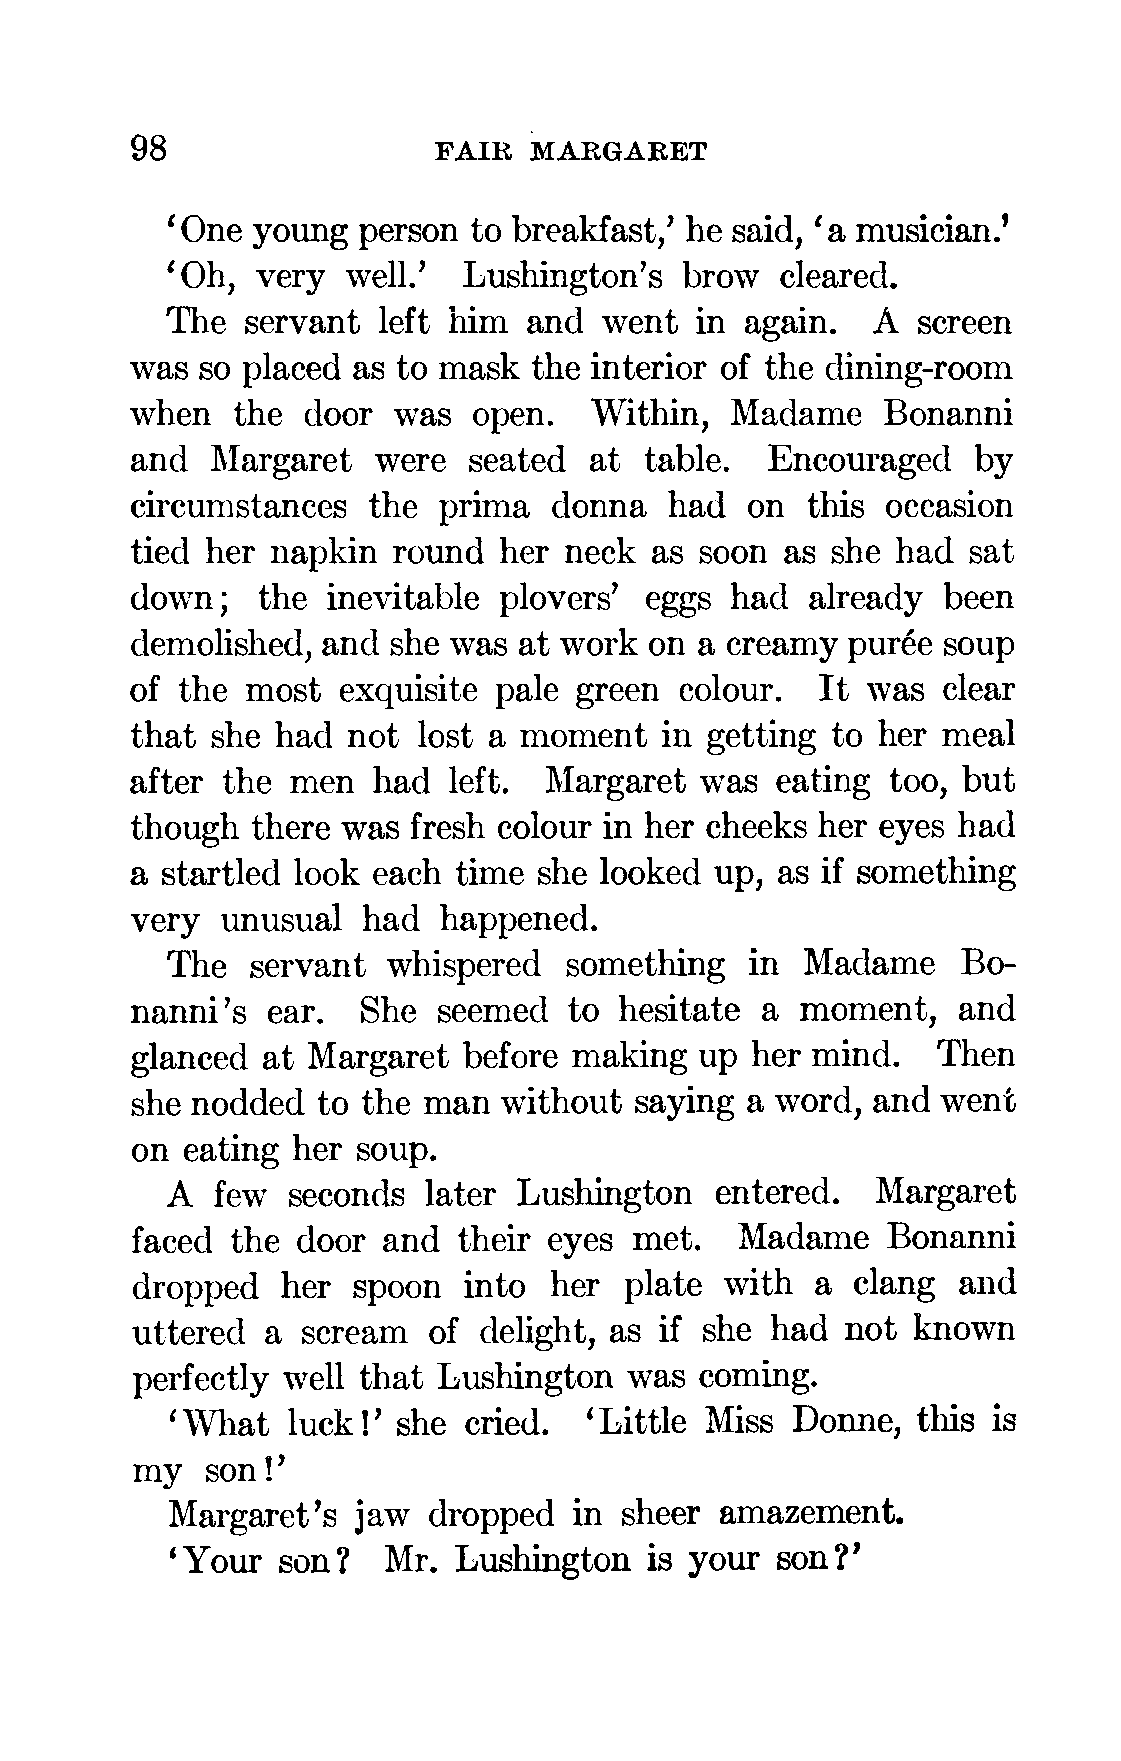 98 FAIR MARGARET
‘One young person to breakfast,’ he said, ‘a musician.’
‘Oh, very well.’ Lushington’s brow cleared.
The servant left him and went in again. A screen
was so placed as to mask the interior of the dining-room
when the door was open. Within, Madame Bonanni
and Margaret were seated at table. Encouraged by
circumstances the prima donna had on this occasion
tied her napkin round her neck as soon as she had sat
down; the inevitable plovers’ eggs had already been
demolished, and she was at work on a creamy purée soup
of the most exquisite pale green colour. It was clear
that she had not lost a moment in getting to her meal
after the men had left. Margaret was eating too, but
though there was fresh colour in her cheeks her eyes had
a startled look each time she looked up, as if something
very unusual had happened.
The servant whispered something in Madame Bo-
nanni’s ear. She seemed to hesitate a moment, and
glanced at Margaret before making up her mind. Then
she nodded to the man without saying a word, and went
on eating her soup.
A few seconds later Lushington entered. Margaret
faced the door and their eyes met. Madame Bonanni
dropped her spoon into her plate with a clang and
uttered a scream of delight, as if she had not known
perfectly well that Lushington was coming.
‘What luck!’ she cried. ‘Little Miss Donne, this is
my son!’
Margaret’s jaw dropped in sheer amazement.
‘Your son? Mr. Lushington is your son?’